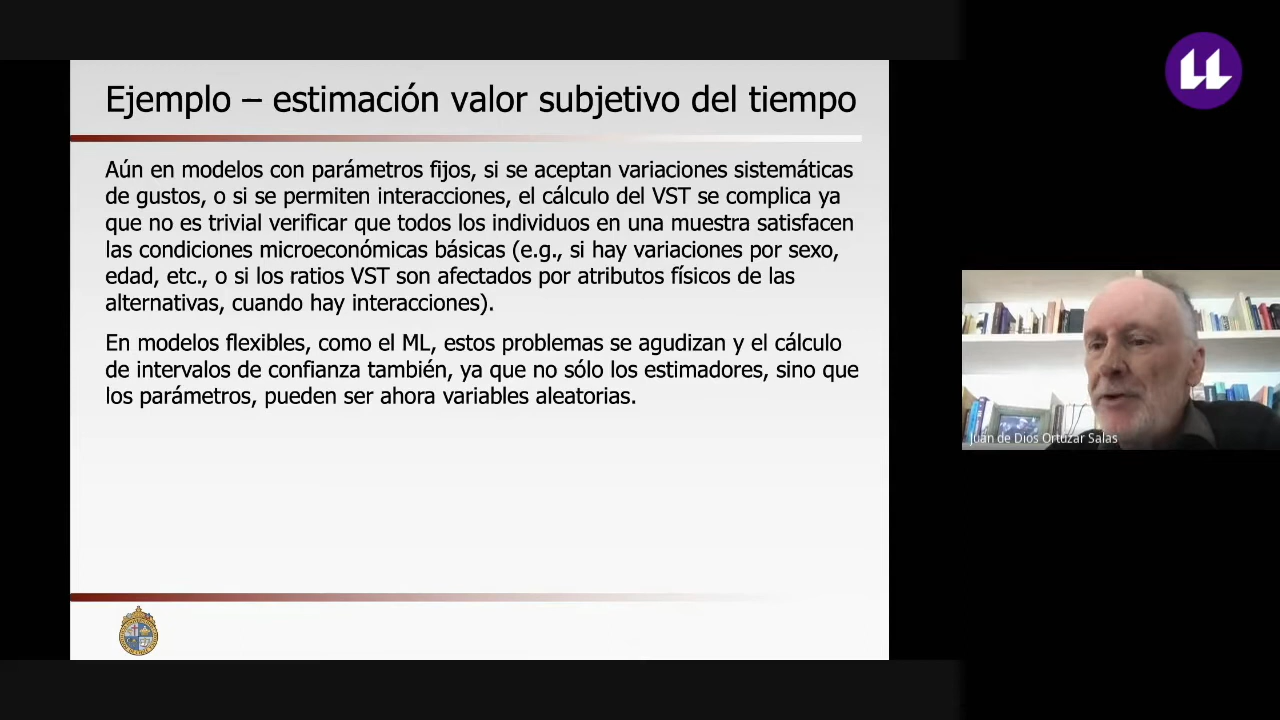 Ejemplo – estimación valor subjetivo del tiempo
Aún en modelos con parámetros fijos, si se aceptan variaciones sistemáticas
de gustos, o si se permiten interacciones, el cálculo del VST se complica ya
que no es trivial verificar que todos los individuos en una muestra satisfacen
las condiciones microeconómicas básicas (e.g., si hay variaciones por sexo,
edad, etc., o si los ratios VST son afectados por atributos físicos de las
alternativas, cuando hay interacciones).
En modelos flexibles, como el ML, estos problemas se agudizan y el cálculo
de intervalos de confianza también, ya que no sólo los estimadores, sino que
los parámetros, pueden ser ahora variables aleatorias.
Juan de Dios Ortúzar Salas